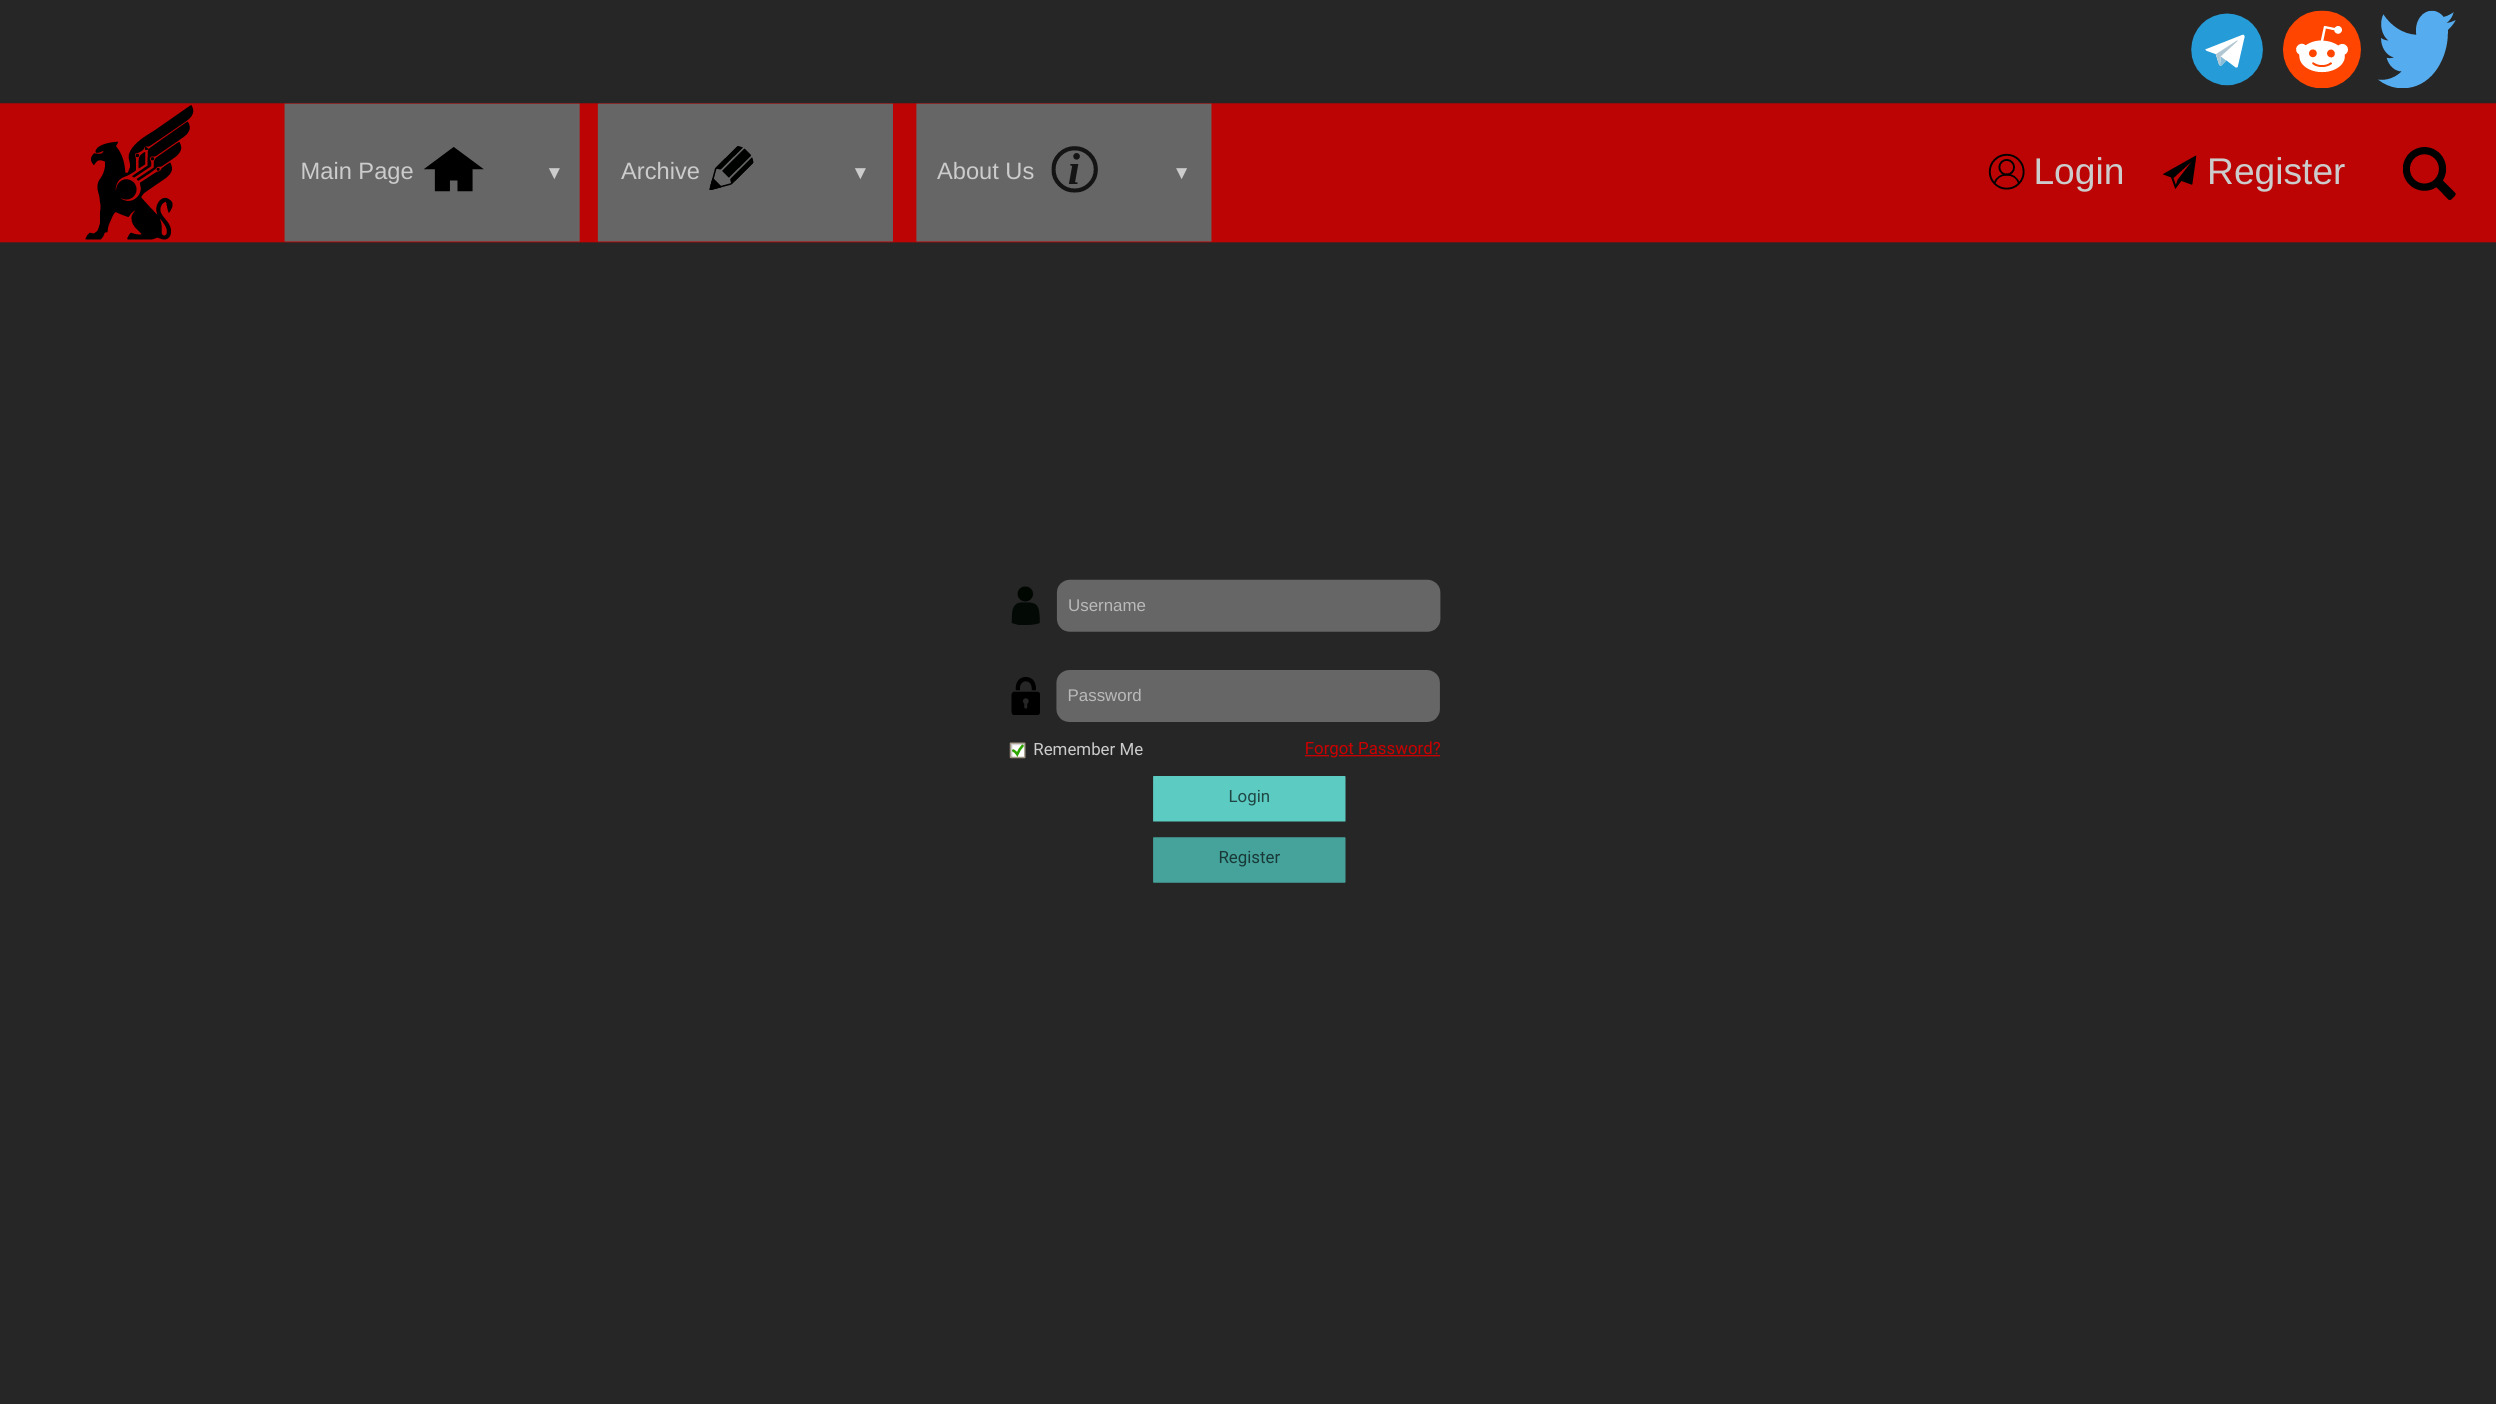 Main Page ▼
Archive ▼
About Us ▼
Login
Register
Username
Password
Remember Me
Forgot Password?
Login
Register